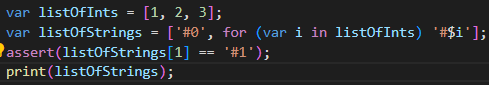 var listOfInts = [1, 2, 3];
var listOfStrings = ['#0', for (var i in listOfInts) '#$i'];
assert(listOfStrings[1] == '#1');
print(listOfStrings);